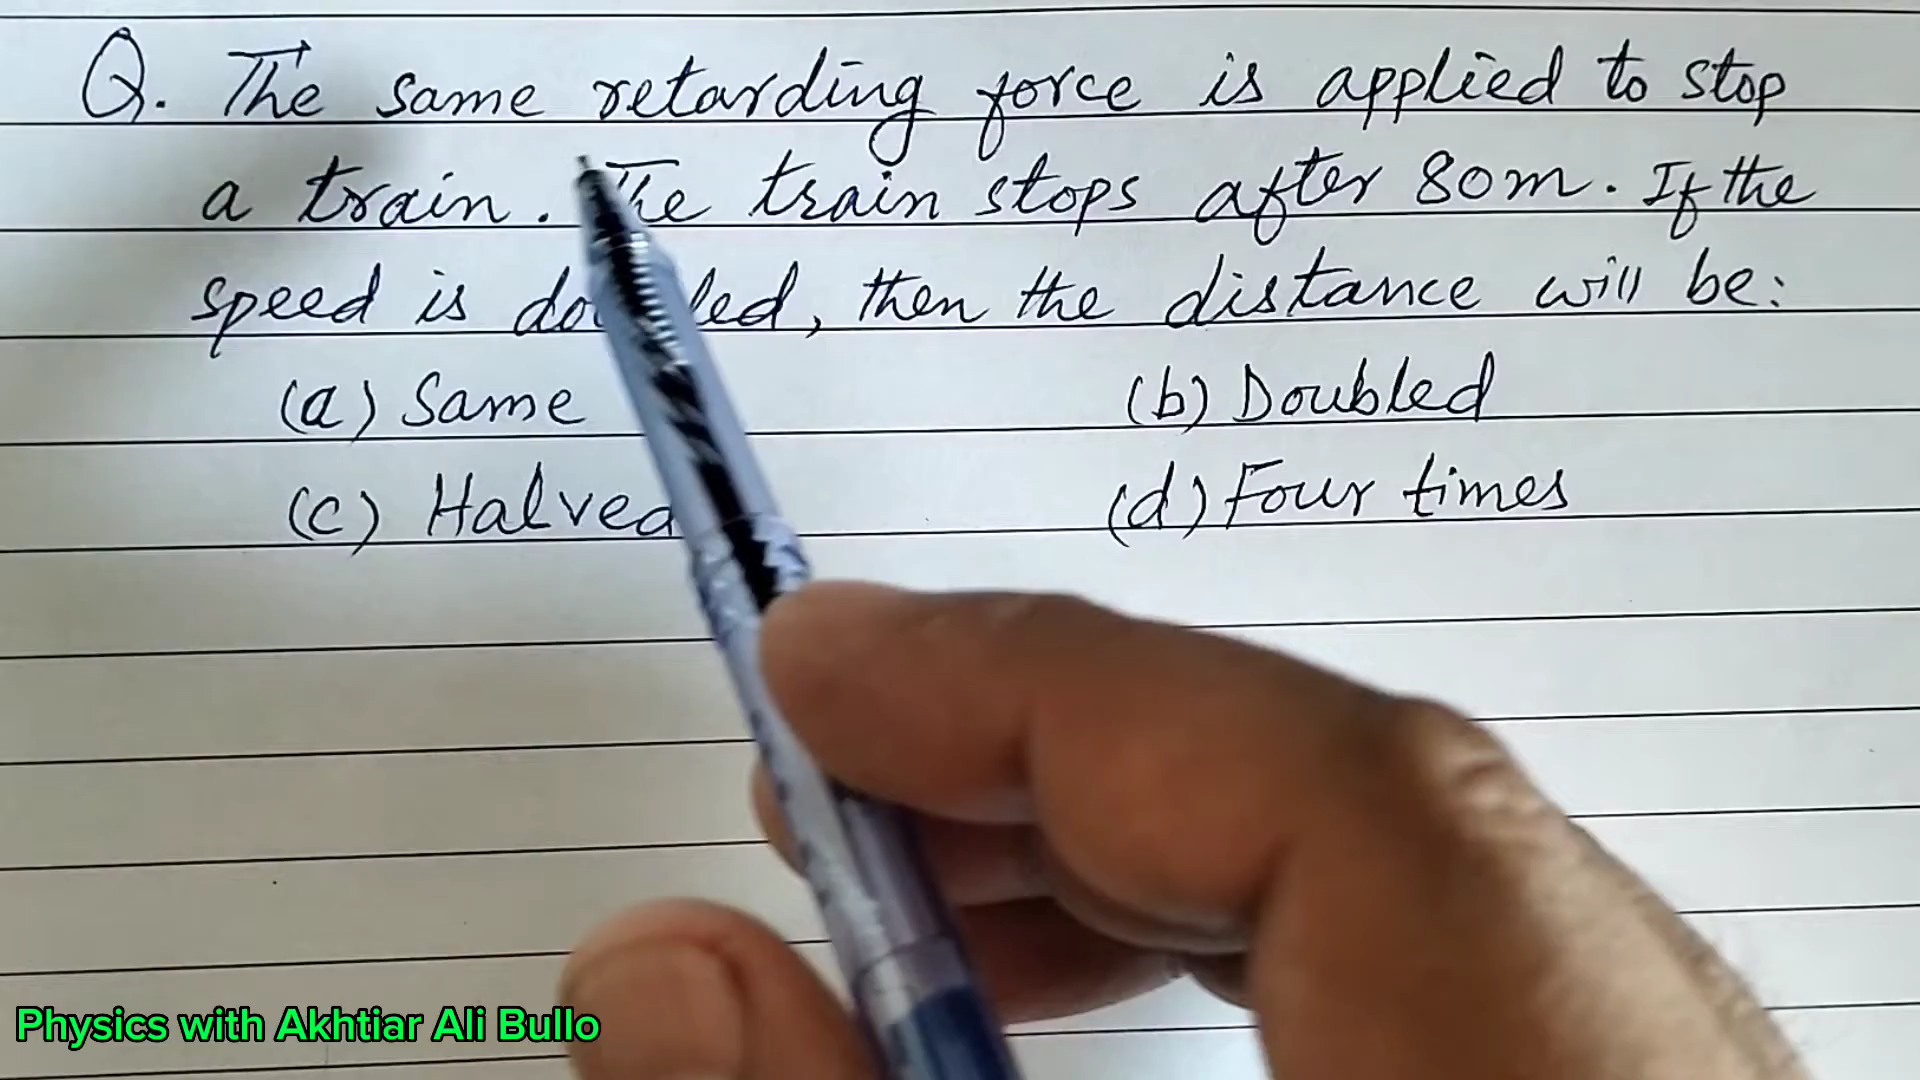 Q. The same retarding force is applied to stop
a train. The train stops after 80m. If the
speed is doubled, then the distance will be:
(a) Same (b) Doubled
(c) Halved (d) Four times
Physics with Akhtiar Ali Bullo